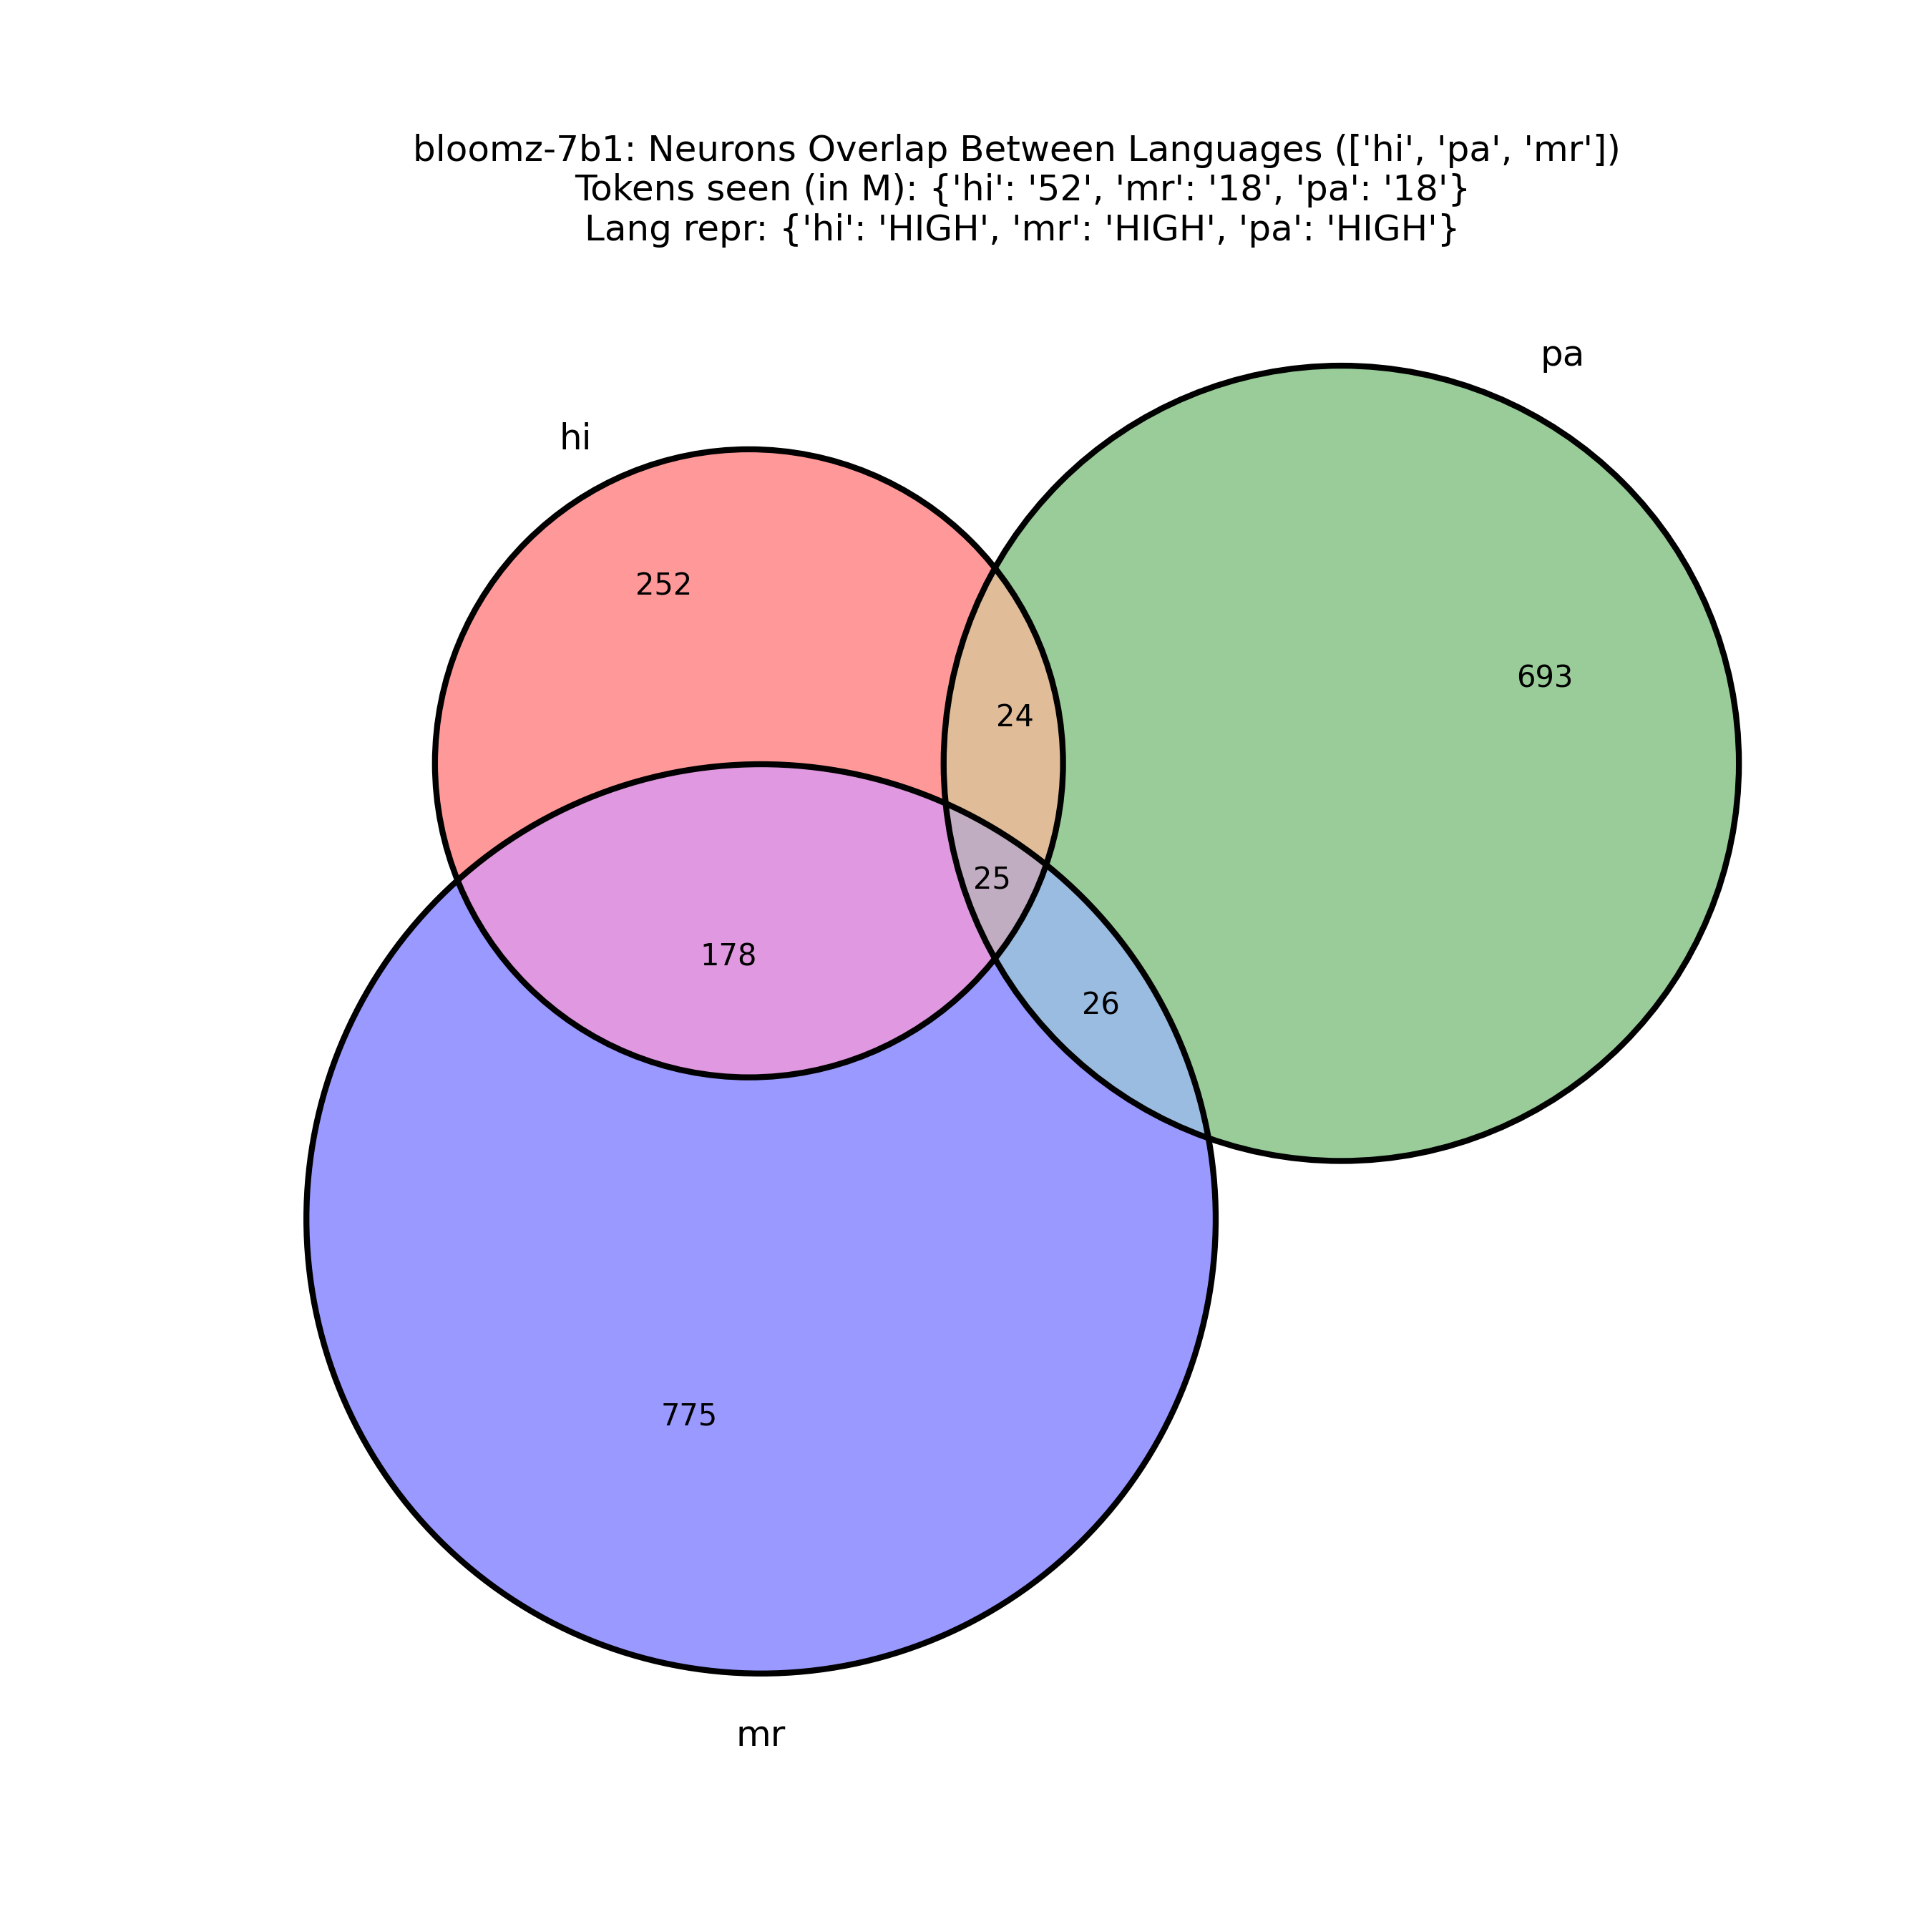 bloomz-7b1: Neurons Overlap Between Languages (['hi', 'pa', 'mr'])
Tokens seen (in M): {'hi': '52', 'mr': '18', 'pa': '18'}
Lang repr: {'hi': 'HIGH', 'mr': 'HIGH', 'pa': 'HIGH'}
pa
hi
252
693
24
25
178
26
775
mr